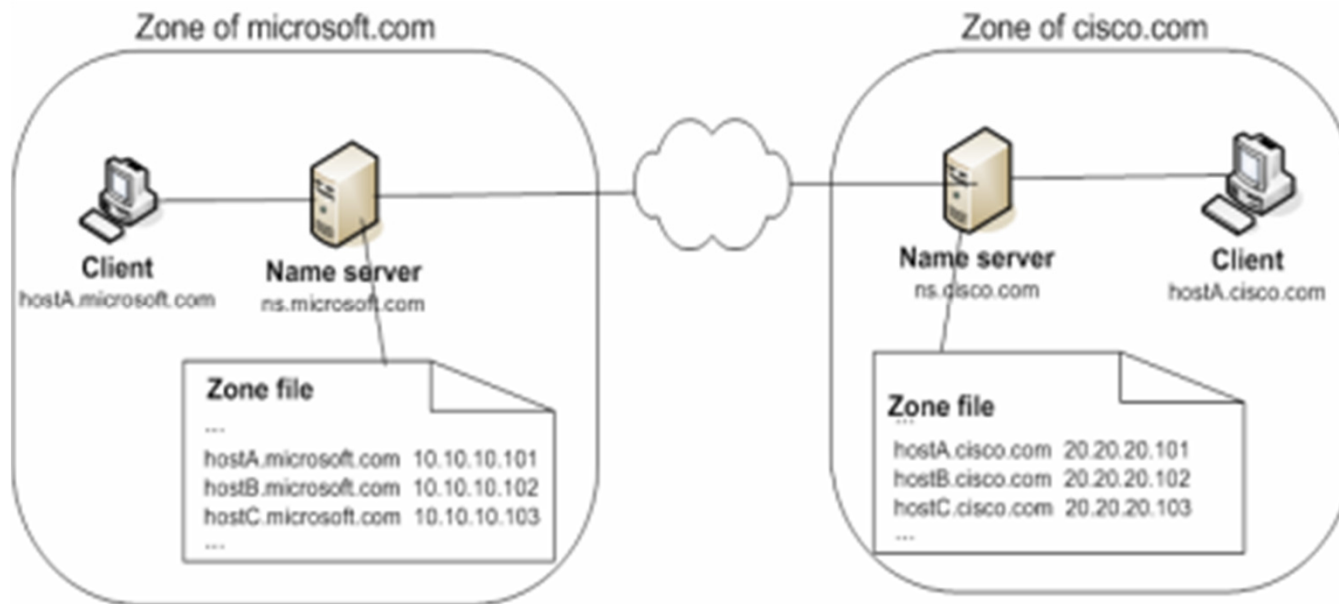 Zone of microsoft.com
Client
hostA.microsoft.com
Name server
ns.microsoft.com
Zone file
...
hostA.microsoft.com 10.10.10.101
hostB.microsoft.com 10.10.10.102
hostC.microsoft.com 10.10.10.103
...
Zone of cisco.com
Name server
ns.cisco.com
Client
hostA.cisco.com
Zone file
...
hostA.cisco.com 20.20.20.101
hostB.cisco.com 20.20.20.102
hostC.cisco.com 20.20.20.103
...